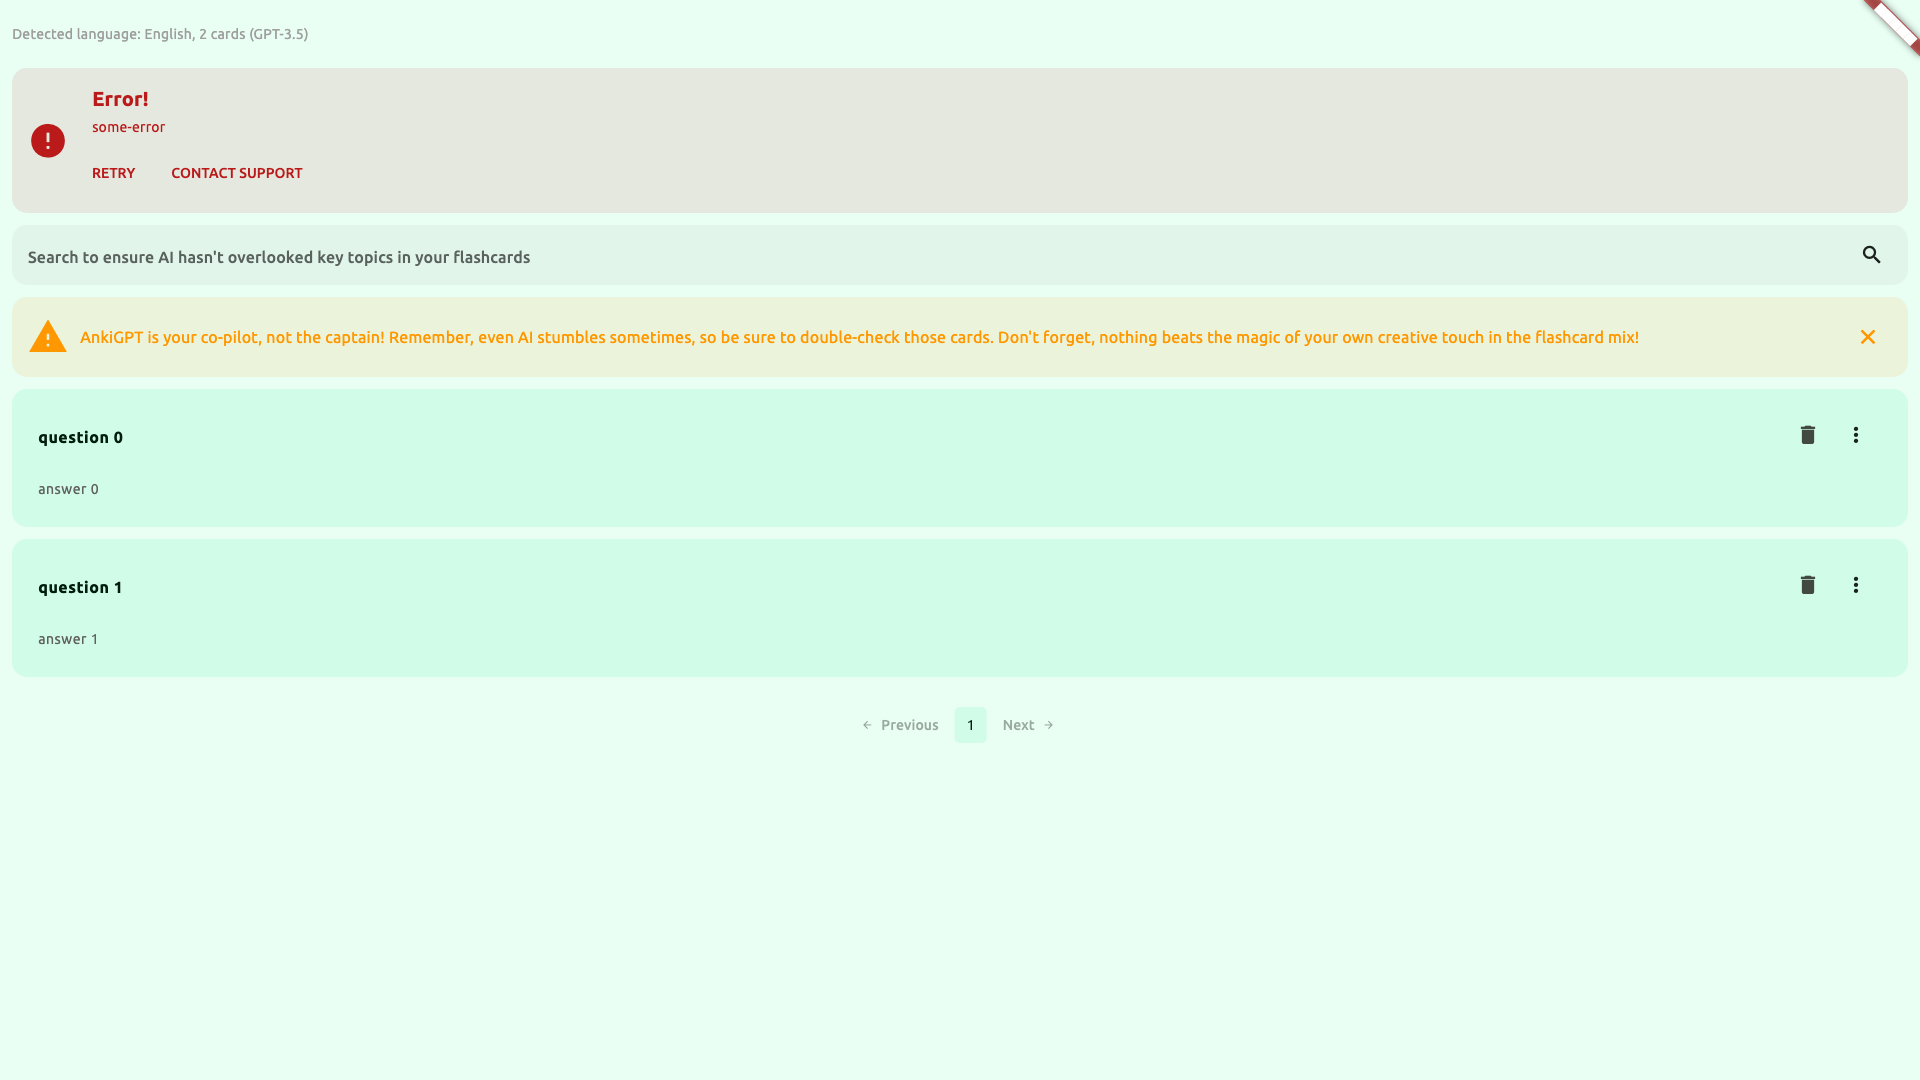 Detected language: English, 2 cards (GPT-3.5)
Error!
some-error
RETRY CONTACT SUPPORT
Search to ensure AI hasn't overlooked key topics in your flashcards
AnkiGPT is your co-pilot, not the captain! Remember, even AI stumbles sometimes, so be sure to double-check those cards. Don't forget, nothing beats the magic of your own creative touch in the flashcard mix!
question 0
answer 0
question 1
answer 1
Previous 1 Next